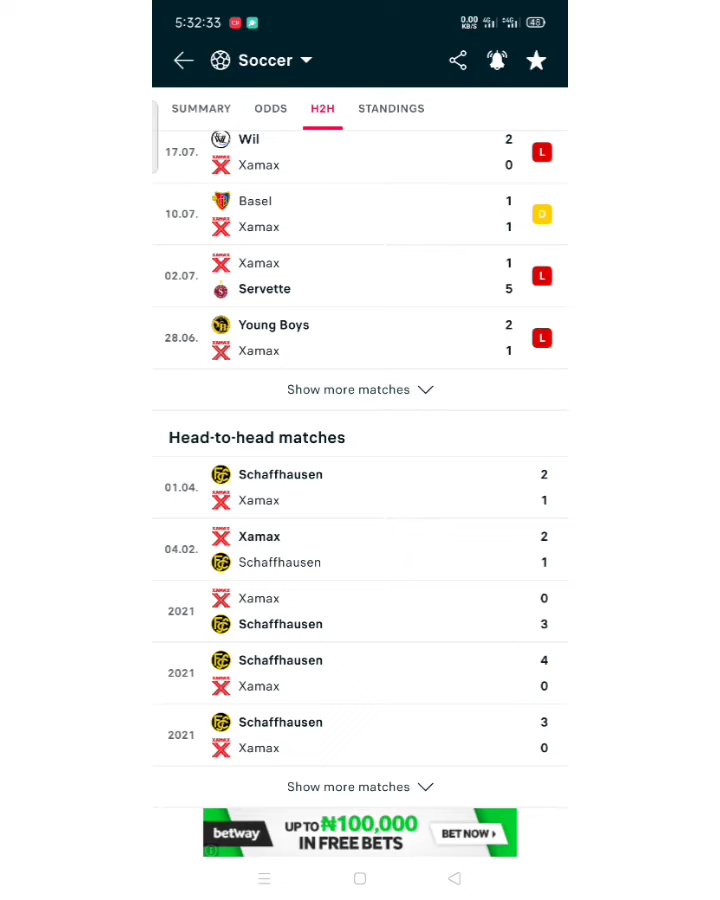 5:32:33 0.00 KB/S 4G 4G 48
Soccer
SUMMARY ODDS H2H STANDINGS
17.07. Wil 2 L
Xamax 0
10.07. Basel 1 D
Xamax 1
02.07. Xamax 1 L
Servette 5
28.06. Young Boys 2 L
Xamax 1
Show more matches
Head-to-head matches
01.04. Schaffhausen 2
Xamax 1
04.02. Xamax 2
Schaffhausen 1
2021 Xamax 0
Schaffhausen 3
2021 Schaffhausen 4
Xamax 0
2021 Schaffhausen 3
Xamax 0
Show more matches
betway UP TO ₦100,000 IN FREE BETS BET NOW